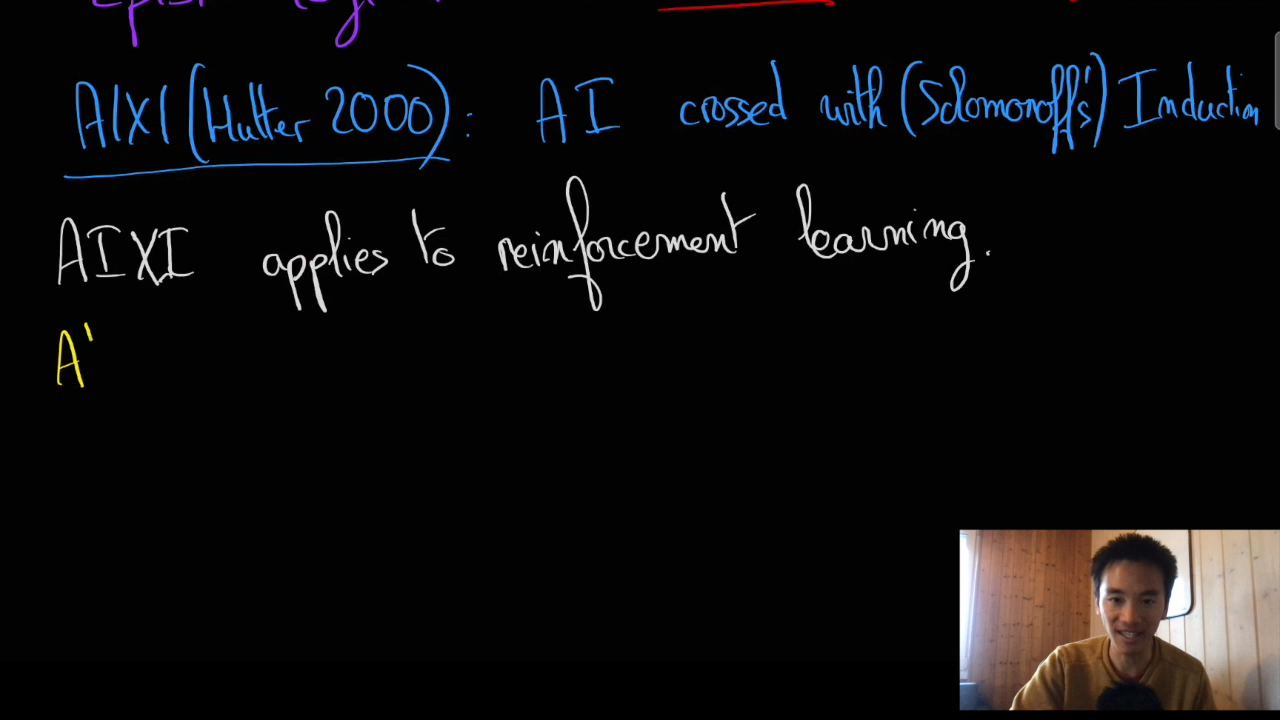 AIXI (Hutter 2000): AI crossed with (Solomonoff's) Induction
AIXI applies to reinforcement learning.
A'